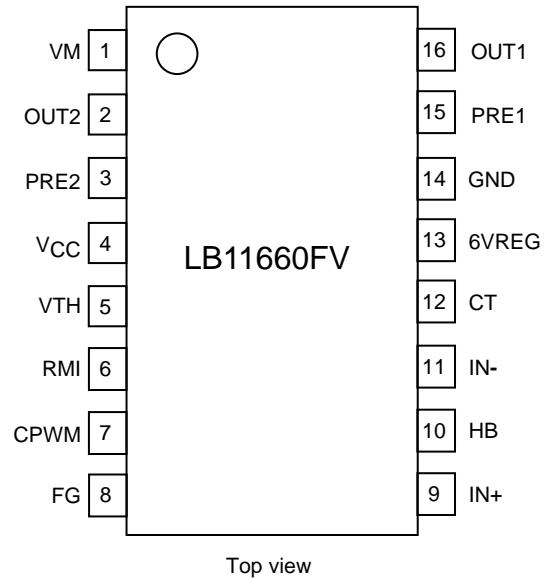 VM 1 16 OUT1
OUT2 2 15 PRE1
PRE2 3 14 GND
VCC 4 13 6VREG
LB11660FV
VTH 5 12 CT
RMI 6 11 IN-
CPWM 7 10 HB
FG 8 9 IN+
Top view